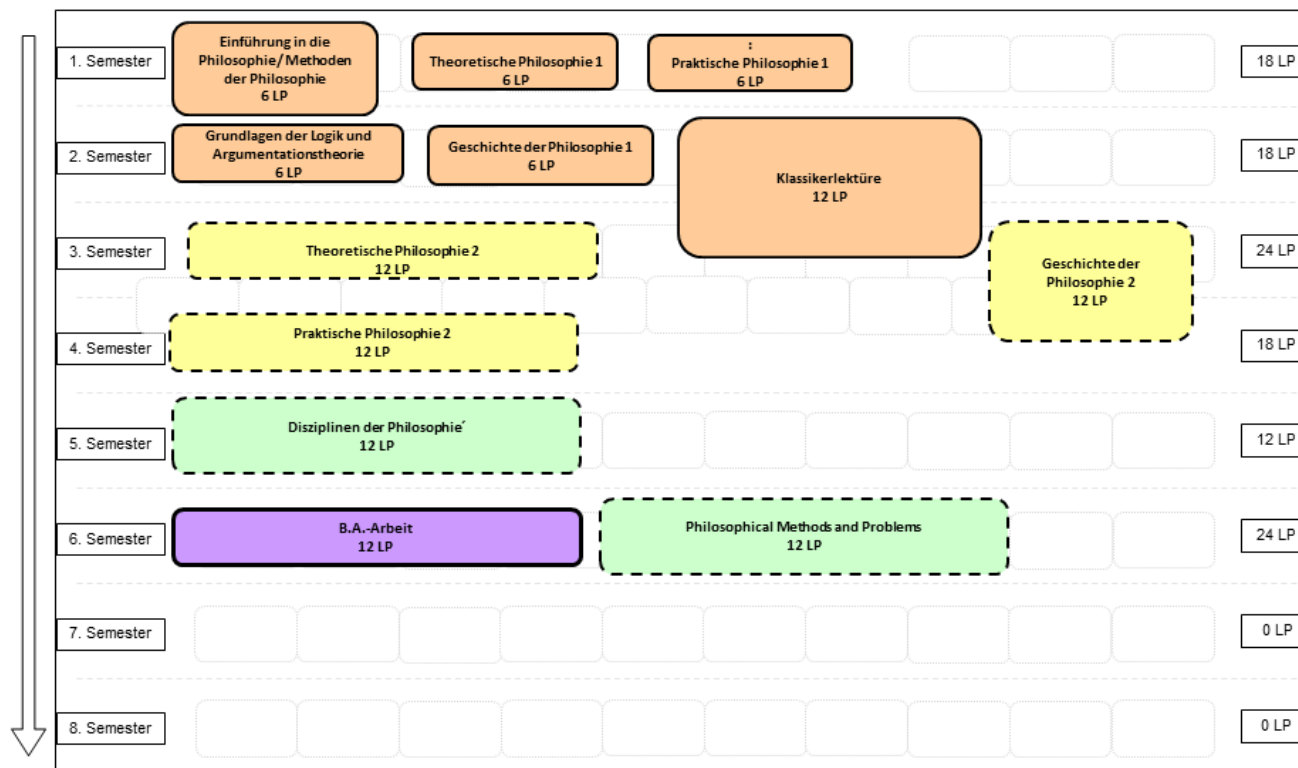 1. Semester
Einführung in die
Philosophie/ Methoden
der Philosophie
6 LP
Theoretische Philosophie 1
6 LP
:
Praktische Philosophie 1
6 LP
18 LP
2. Semester
Grundlagen der Logik und
Argumentationstheorie
6 LP
Geschichte der Philosophie 1
6 LP
Klassikerlektüre
12 LP
18 LP
3. Semester
Theoretische Philosophie 2
12 LP
Geschichte der
Philosophie 2
12 LP
24 LP
4. Semester
Praktische Philosophie 2
12 LP
18 LP
5. Semester
Disziplinen der Philosophie´
12 LP
12 LP
6. Semester
B.A.-Arbeit
12 LP
Philosophical Methods and Problems
12 LP
24 LP
7. Semester
0 LP
8. Semester
0 LP